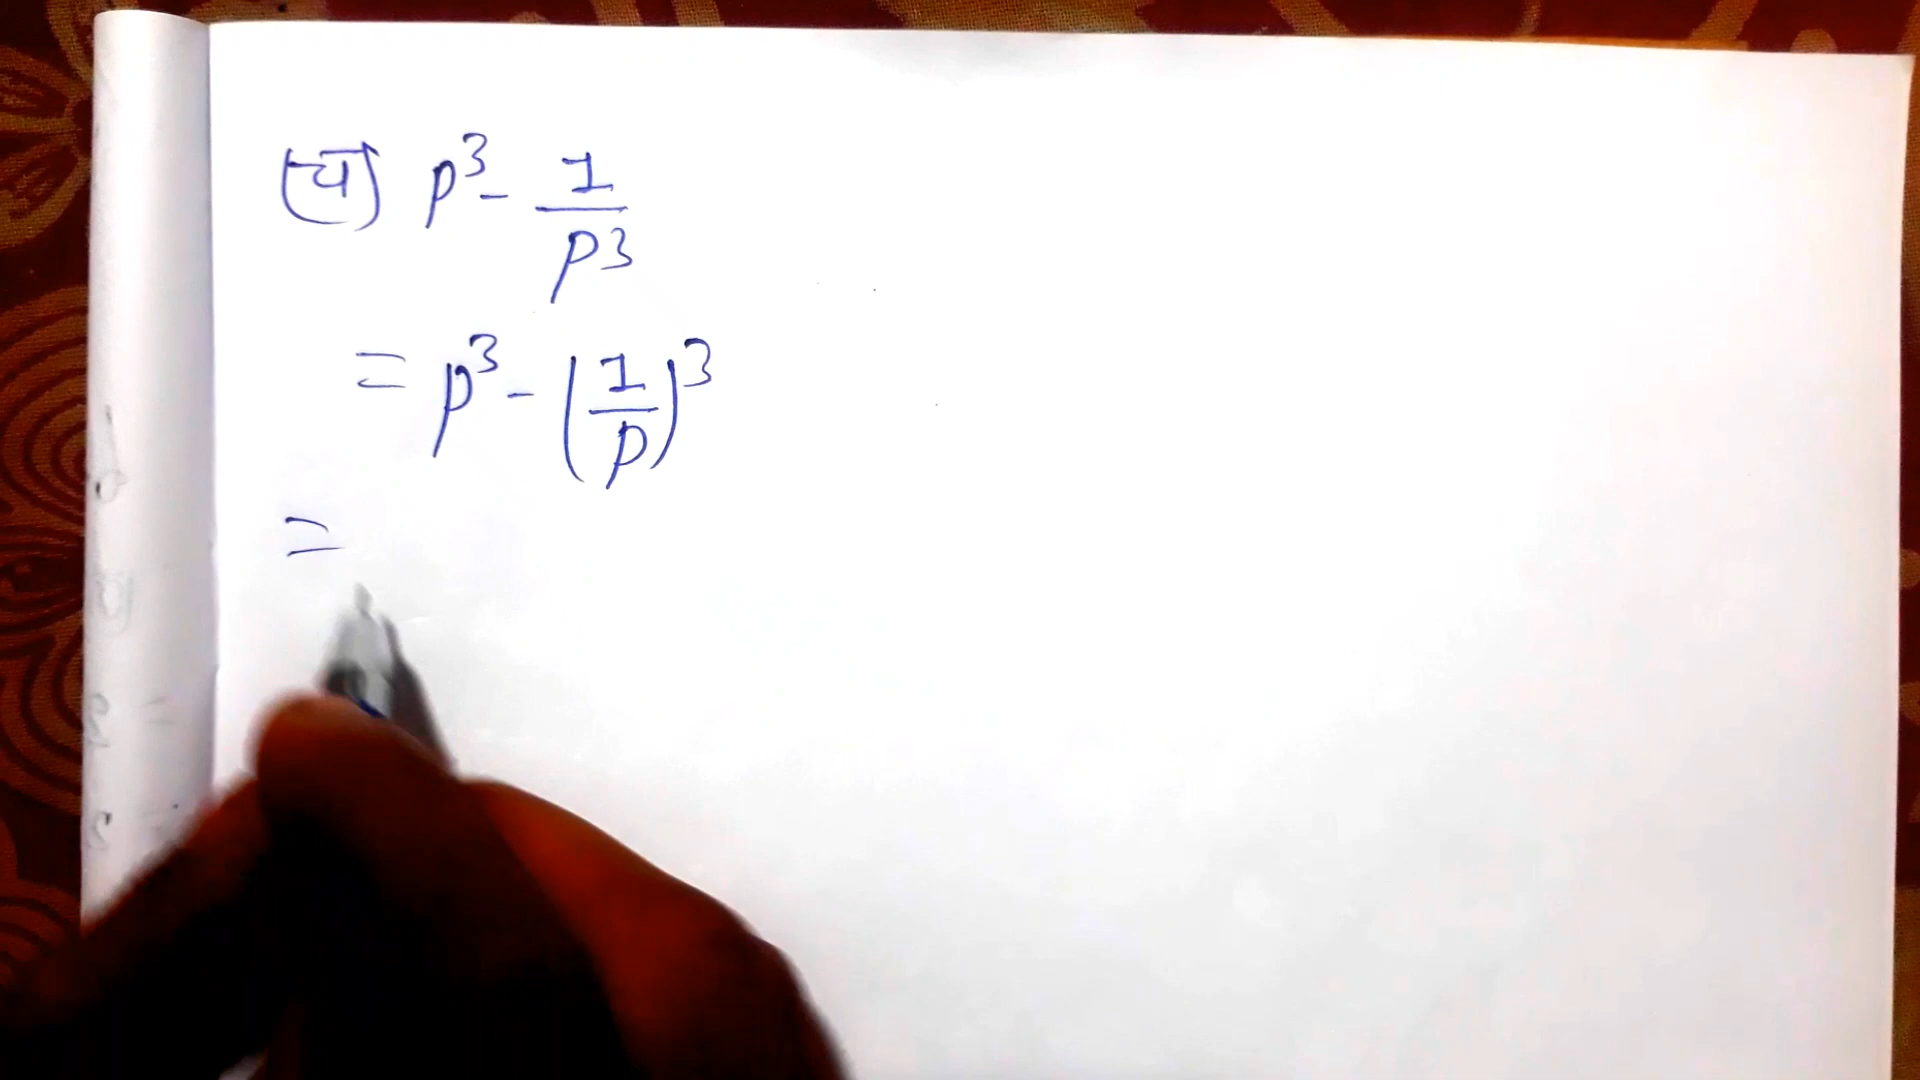 (च) p³ - 1/p³
= p³ - (1/p)³
=